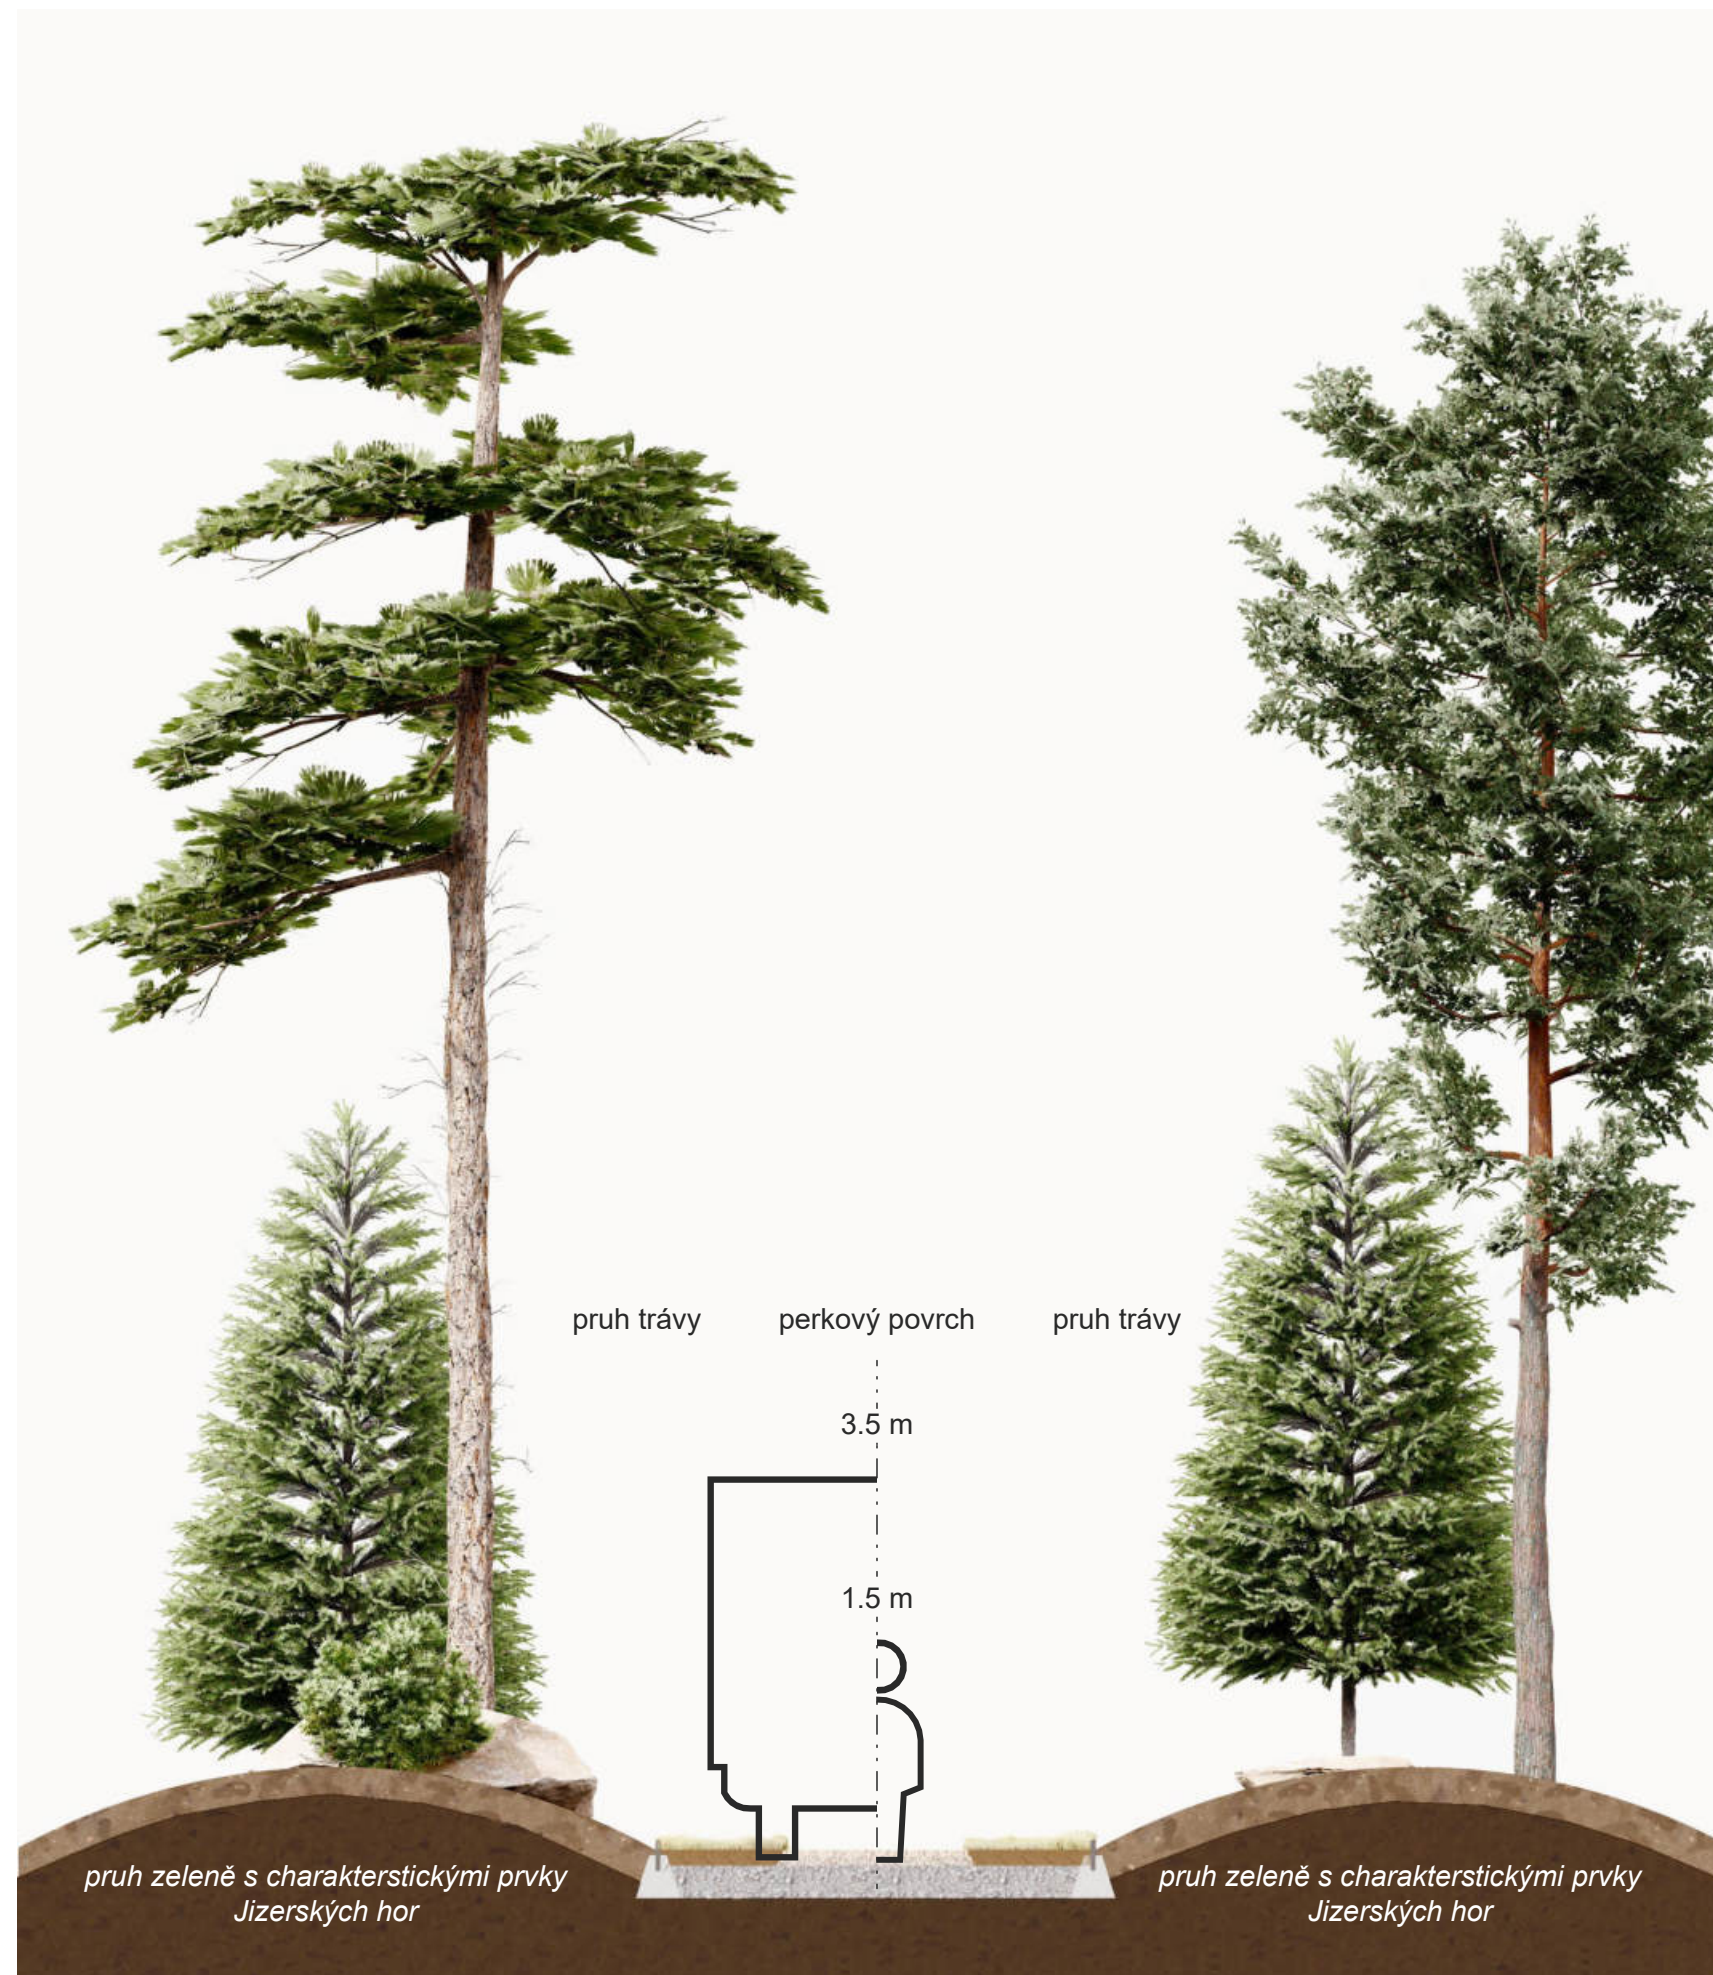 pruh trávy
perkový povrch
pruh trávy
3.5 m
1.5 m
pruh zeleně s charakterstickými prvky
Jizerských hor
pruh zeleně s charakterstickými prvky
Jizerských hor